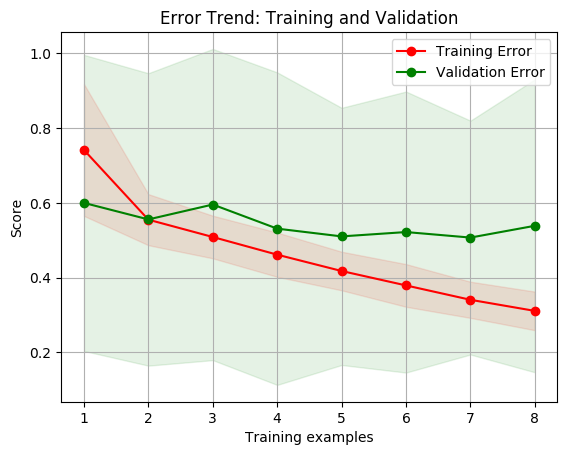 Error Trend: Training and Validation
Training Error
Validation Error
Score
1.0
0.8
0.6
0.4
0.2
1 2 3 4 5 6 7 8
Training examples